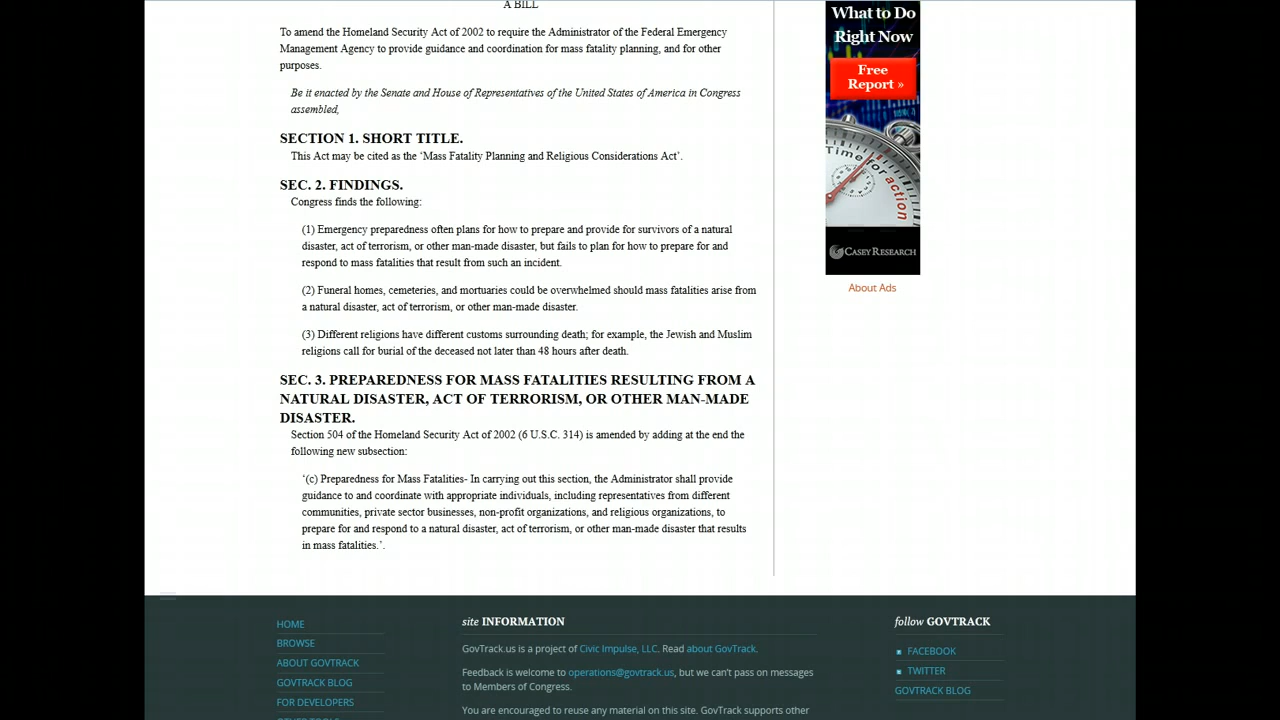 A BILL
To amend the Homeland Security Act of 2002 to require the Administrator of the Federal Emergency
Management Agency to provide guidance and coordination for mass fatality planning, and for other
purposes.
Be it enacted by the Senate and House of Representatives of the United States of America in Congress
assembled,
SECTION 1. SHORT TITLE.
This Act may be cited as the ‘Mass Fatality Planning and Religious Considerations Act’.
SEC. 2. FINDINGS.
Congress finds the following:
(1) Emergency preparedness often plans for how to prepare and provide for survivors of a natural
disaster, act of terrorism, or other man-made disaster, but fails to plan for how to prepare for and
respond to mass fatalities that result from such an incident.
(2) Funeral homes, cemeteries, and mortuaries could be overwhelmed should mass fatalities arise from
a natural disaster, act of terrorism, or other man-made disaster.
(3) Different religions have different customs surrounding death; for example, the Jewish and Muslim
religions call for burial of the deceased not later than 48 hours after death.
SEC. 3. PREPAREDNESS FOR MASS FATALITIES RESULTING FROM A
NATURAL DISASTER, ACT OF TERRORISM, OR OTHER MAN-MADE
DISASTER.
Section 504 of the Homeland Security Act of 2002 (6 U.S.C. 314) is amended by adding at the end the
following new subsection:
‘(c) Preparedness for Mass Fatalities- In carrying out this section, the Administrator shall provide
guidance to and coordinate with appropriate individuals, including representatives from different
communities, private sector businesses, non-profit organizations, and religious organizations, to
prepare for and respond to a natural disaster, act of terrorism, or other man-made disaster that results
in mass fatalities.’.
What to Do
Right Now
Free
Report »
Time for action
CASEY RESEARCH
About Ads
HOME
BROWSE
ABOUT GOVTRACK
GOVTRACK BLOG
FOR DEVELOPERS
OTHER TOOLS
site INFORMATION
GovTrack.us is a project of Civic Impulse, LLC. Read about GovTrack.
Feedback is welcome to operations@govtrack.us, but we can't pass on messages
to Members of Congress.
You are encouraged to reuse any material on this site. GovTrack supports other
follow GOVTRACK
FACEBOOK
TWITTER
GOVTRACK BLOG